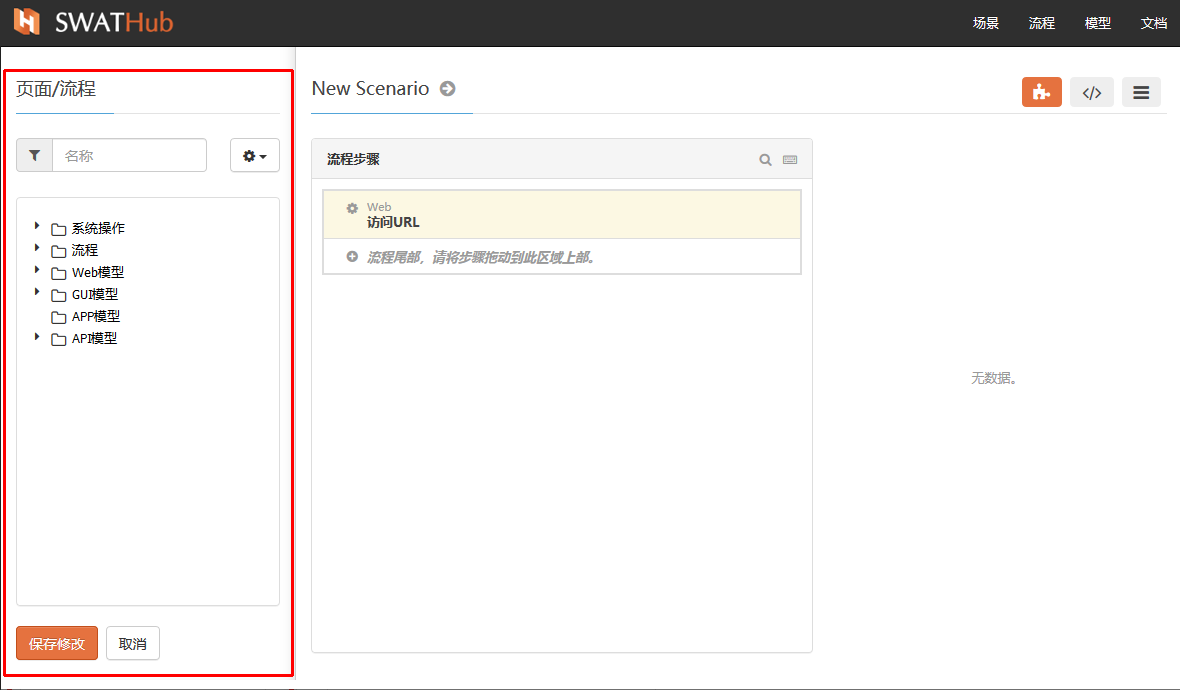 SWATHub
场景 流程 模型 文档
页面/流程
名称
系统操作
流程
Web模型
GUI模型
APP模型
API模型
保存修改 取消
New Scenario
</>
流程步骤
Web
访问URL
流程尾部，请将步骤拖动到此区域上部。
无数据。